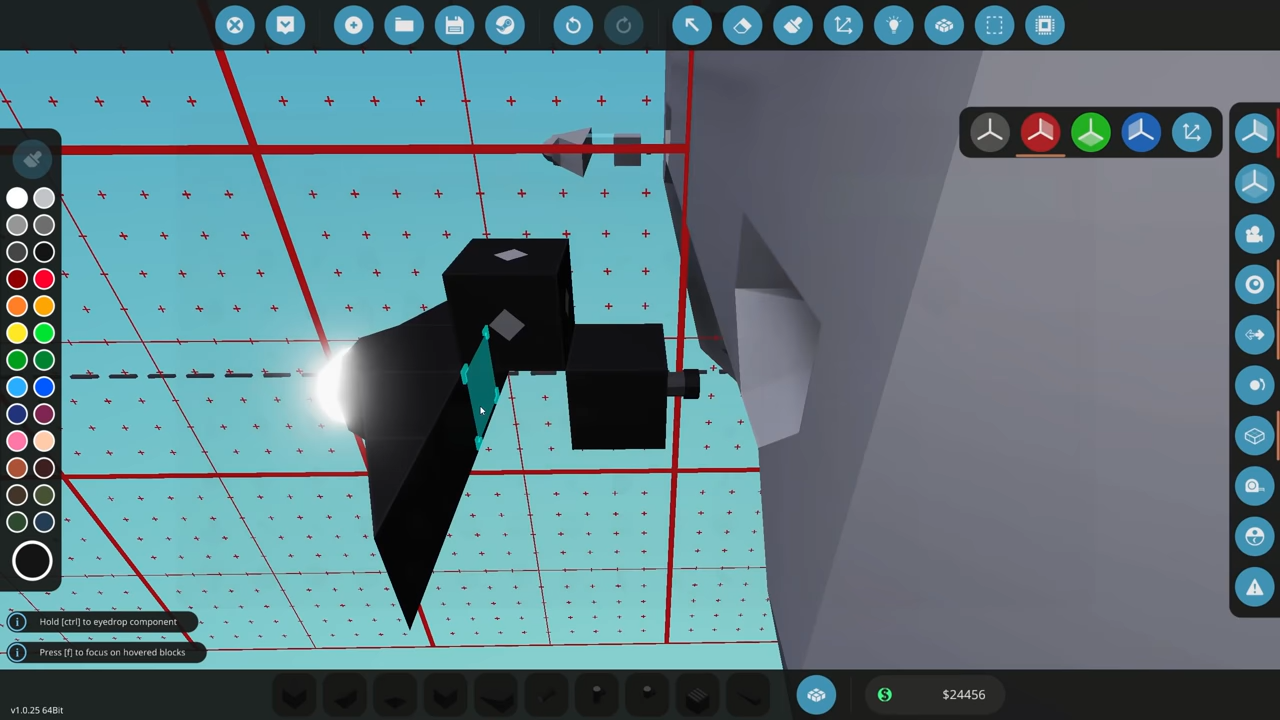 Hold [ctrl] to eyedrop component
Press [f] to focus on hovered blocks
$24456
v1.0.25 64Bit